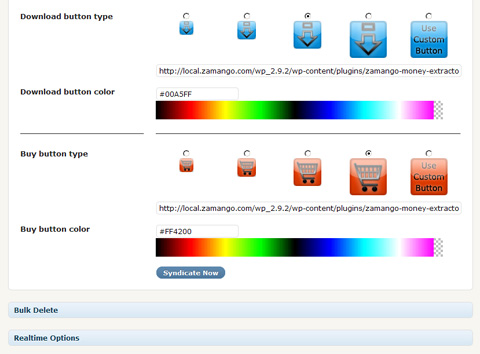 Download button type
Use
Custom
Button
http://local.zamango.com/wp_2.9.2/wp-content/plugins/zamango-money-extracto
Download button color
#00A5FF
Buy button type
Use
Custom
Button
http://local.zamango.com/wp_2.9.2/wp-content/plugins/zamango-money-extracto
Buy button color
#FF4200
Syndicate Now
Bulk Delete
Realtime Options